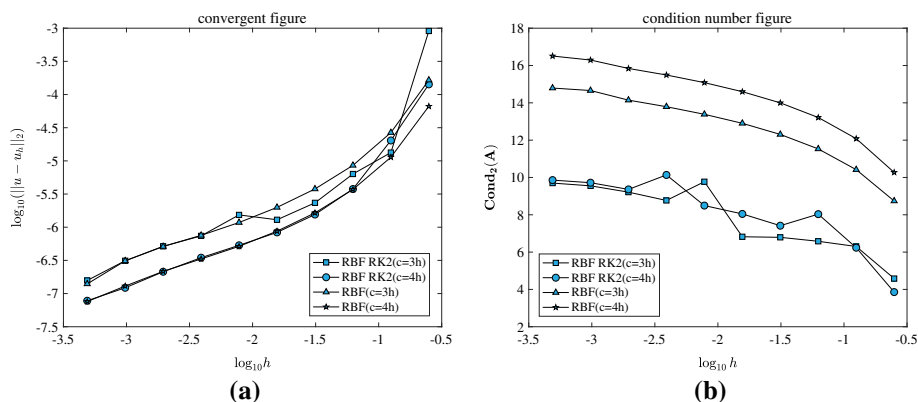 convergent figure
-3
-3.5
-4
-4.5
-5
-5.5
-6
-6.5
-7
-7.5
log10(||u − uh||2)
RBF RK2(c=3h)
RBF RK2(c=4h)
RBF(c=3h)
RBF(c=4h)
-3.5 -3 -2.5 -2 -1.5 -1 -0.5
log10 h
(a)
condition number figure
18
16
14
12
10
8
6
4
2
Cond2(A)
RBF RK2(c=3h)
RBF RK2(c=4h)
RBF(c=3h)
RBF(c=4h)
-3.5 -3 -2.5 -2 -1.5 -1 -0.5
log10 h
(b)